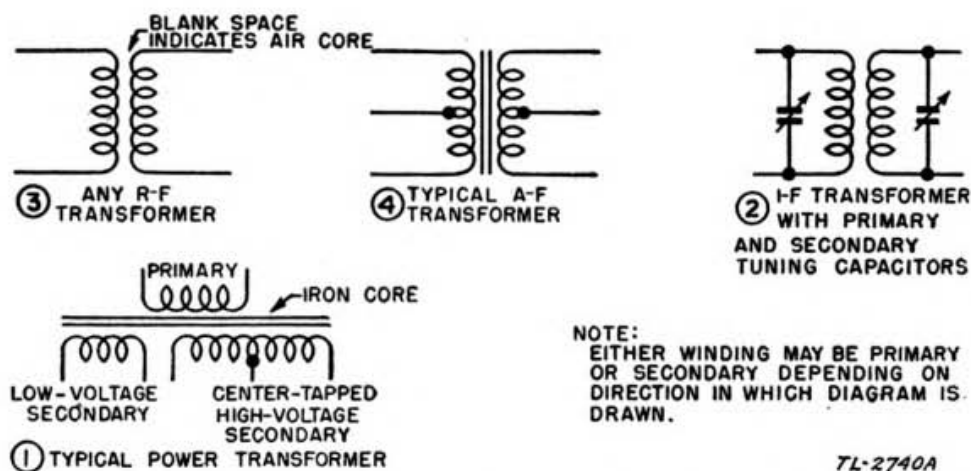 BLANK SPACE
INDICATES AIR CORE
③ ANY R-F
TRANSFORMER
④ TYPICAL A-F
TRANSFORMER
② I-F TRANSFORMER
WITH PRIMARY
AND SECONDARY
TUNING CAPACITORS
PRIMARY
IRON CORE
LOW-VOLTAGE
SECONDARY
CENTER-TAPPED
HIGH-VOLTAGE
SECONDARY
① TYPICAL POWER TRANSFORMER
NOTE:
EITHER WINDING MAY BE PRIMARY
OR SECONDARY DEPENDING ON
DIRECTION IN WHICH DIAGRAM IS
DRAWN.
TL-2740A